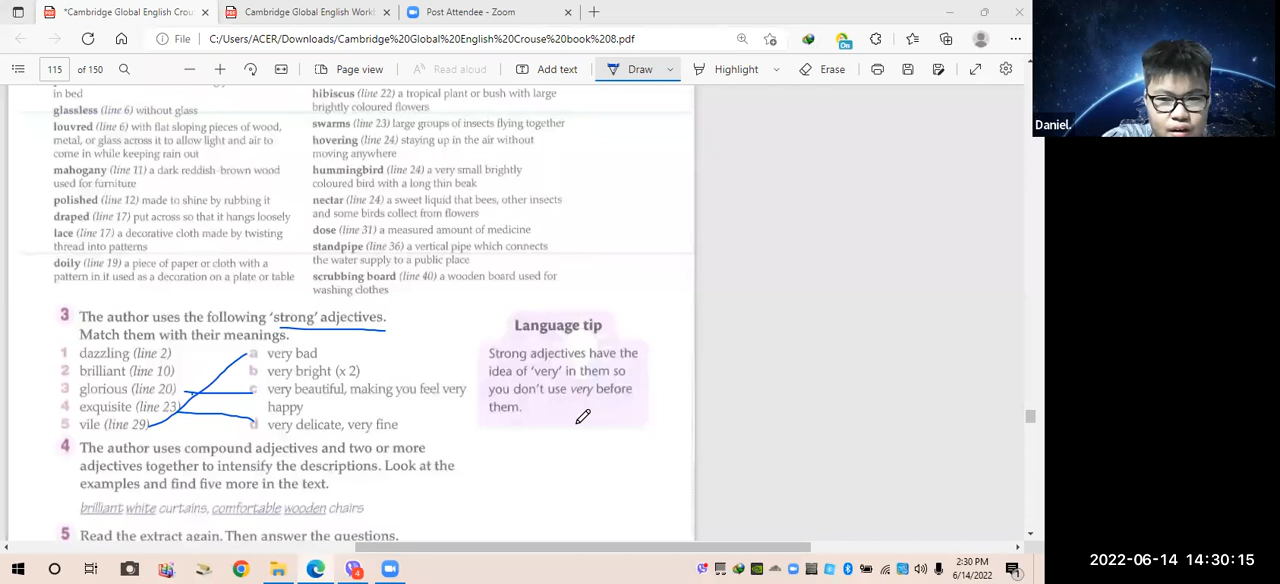 *Cambridge Global English Crou
Cambridge Global English Workb
Post Attendee - Zoom
File
C:/Users/ACER/Downloads/Cambridge%20Global%20English%20Crouse%20book%208.pdf
On
115 of 150
Page view
Read aloud
Add text
Draw
Highlight
Erase
Daniel.
in bed
glassless (line 6) without glass
louvred (line 6) with flat sloping pieces of wood,
metal, or glass across it to allow light and air to
come in while keeping rain out
mahogany (line 11) a dark reddish-brown wood
used for furniture
polished (line 12) made to shine by rubbing it
draped (line 17) put across so that it hangs loosely
lace (line 17) a decorative cloth made by twisting
thread into patterns
doily (line 19) a piece of paper or cloth with a
pattern in it used as a decoration on a plate or table
hibiscus (line 22) a tropical plant or bush with large
brightly coloured flowers
swarms (line 23) large groups of insects flying together
hovering (line 24) staying up in the air without
moving anywhere
hummingbird (line 24) a very small brightly
coloured bird with a long thin beak
nectar (line 24) a sweet liquid that bees, other insects
and some birds collect from flowers
dose (line 31) a measured amount of medicine
standpipe (line 36) a vertical pipe which connects
the water supply to a public place
scrubbing board (line 40) a wooden board used for
washing clothes
3 The author uses the following 'strong' adjectives.
Match them with their meanings.
1 dazzling (line 2)
2 brilliant (line 10)
3 glorious (line 20)
4 exquisite (line 23)
5 vile (line 29)
a very bad
b very bright (x 2)
c very beautiful, making you feel very
happy
d very delicate, very fine
Language tip
Strong adjectives have the
idea of 'very' in them so
you don't use very before
them.
4 The author uses compound adjectives and two or more
adjectives together to intensify the descriptions. Look at the
examples and find five more in the text.
brilliant white curtains, comfortable wooden chairs
5 Read the extract again. Then answer the questions.
4
2:30 PM
6/14/2022
1
2022-06-14 14:30:15